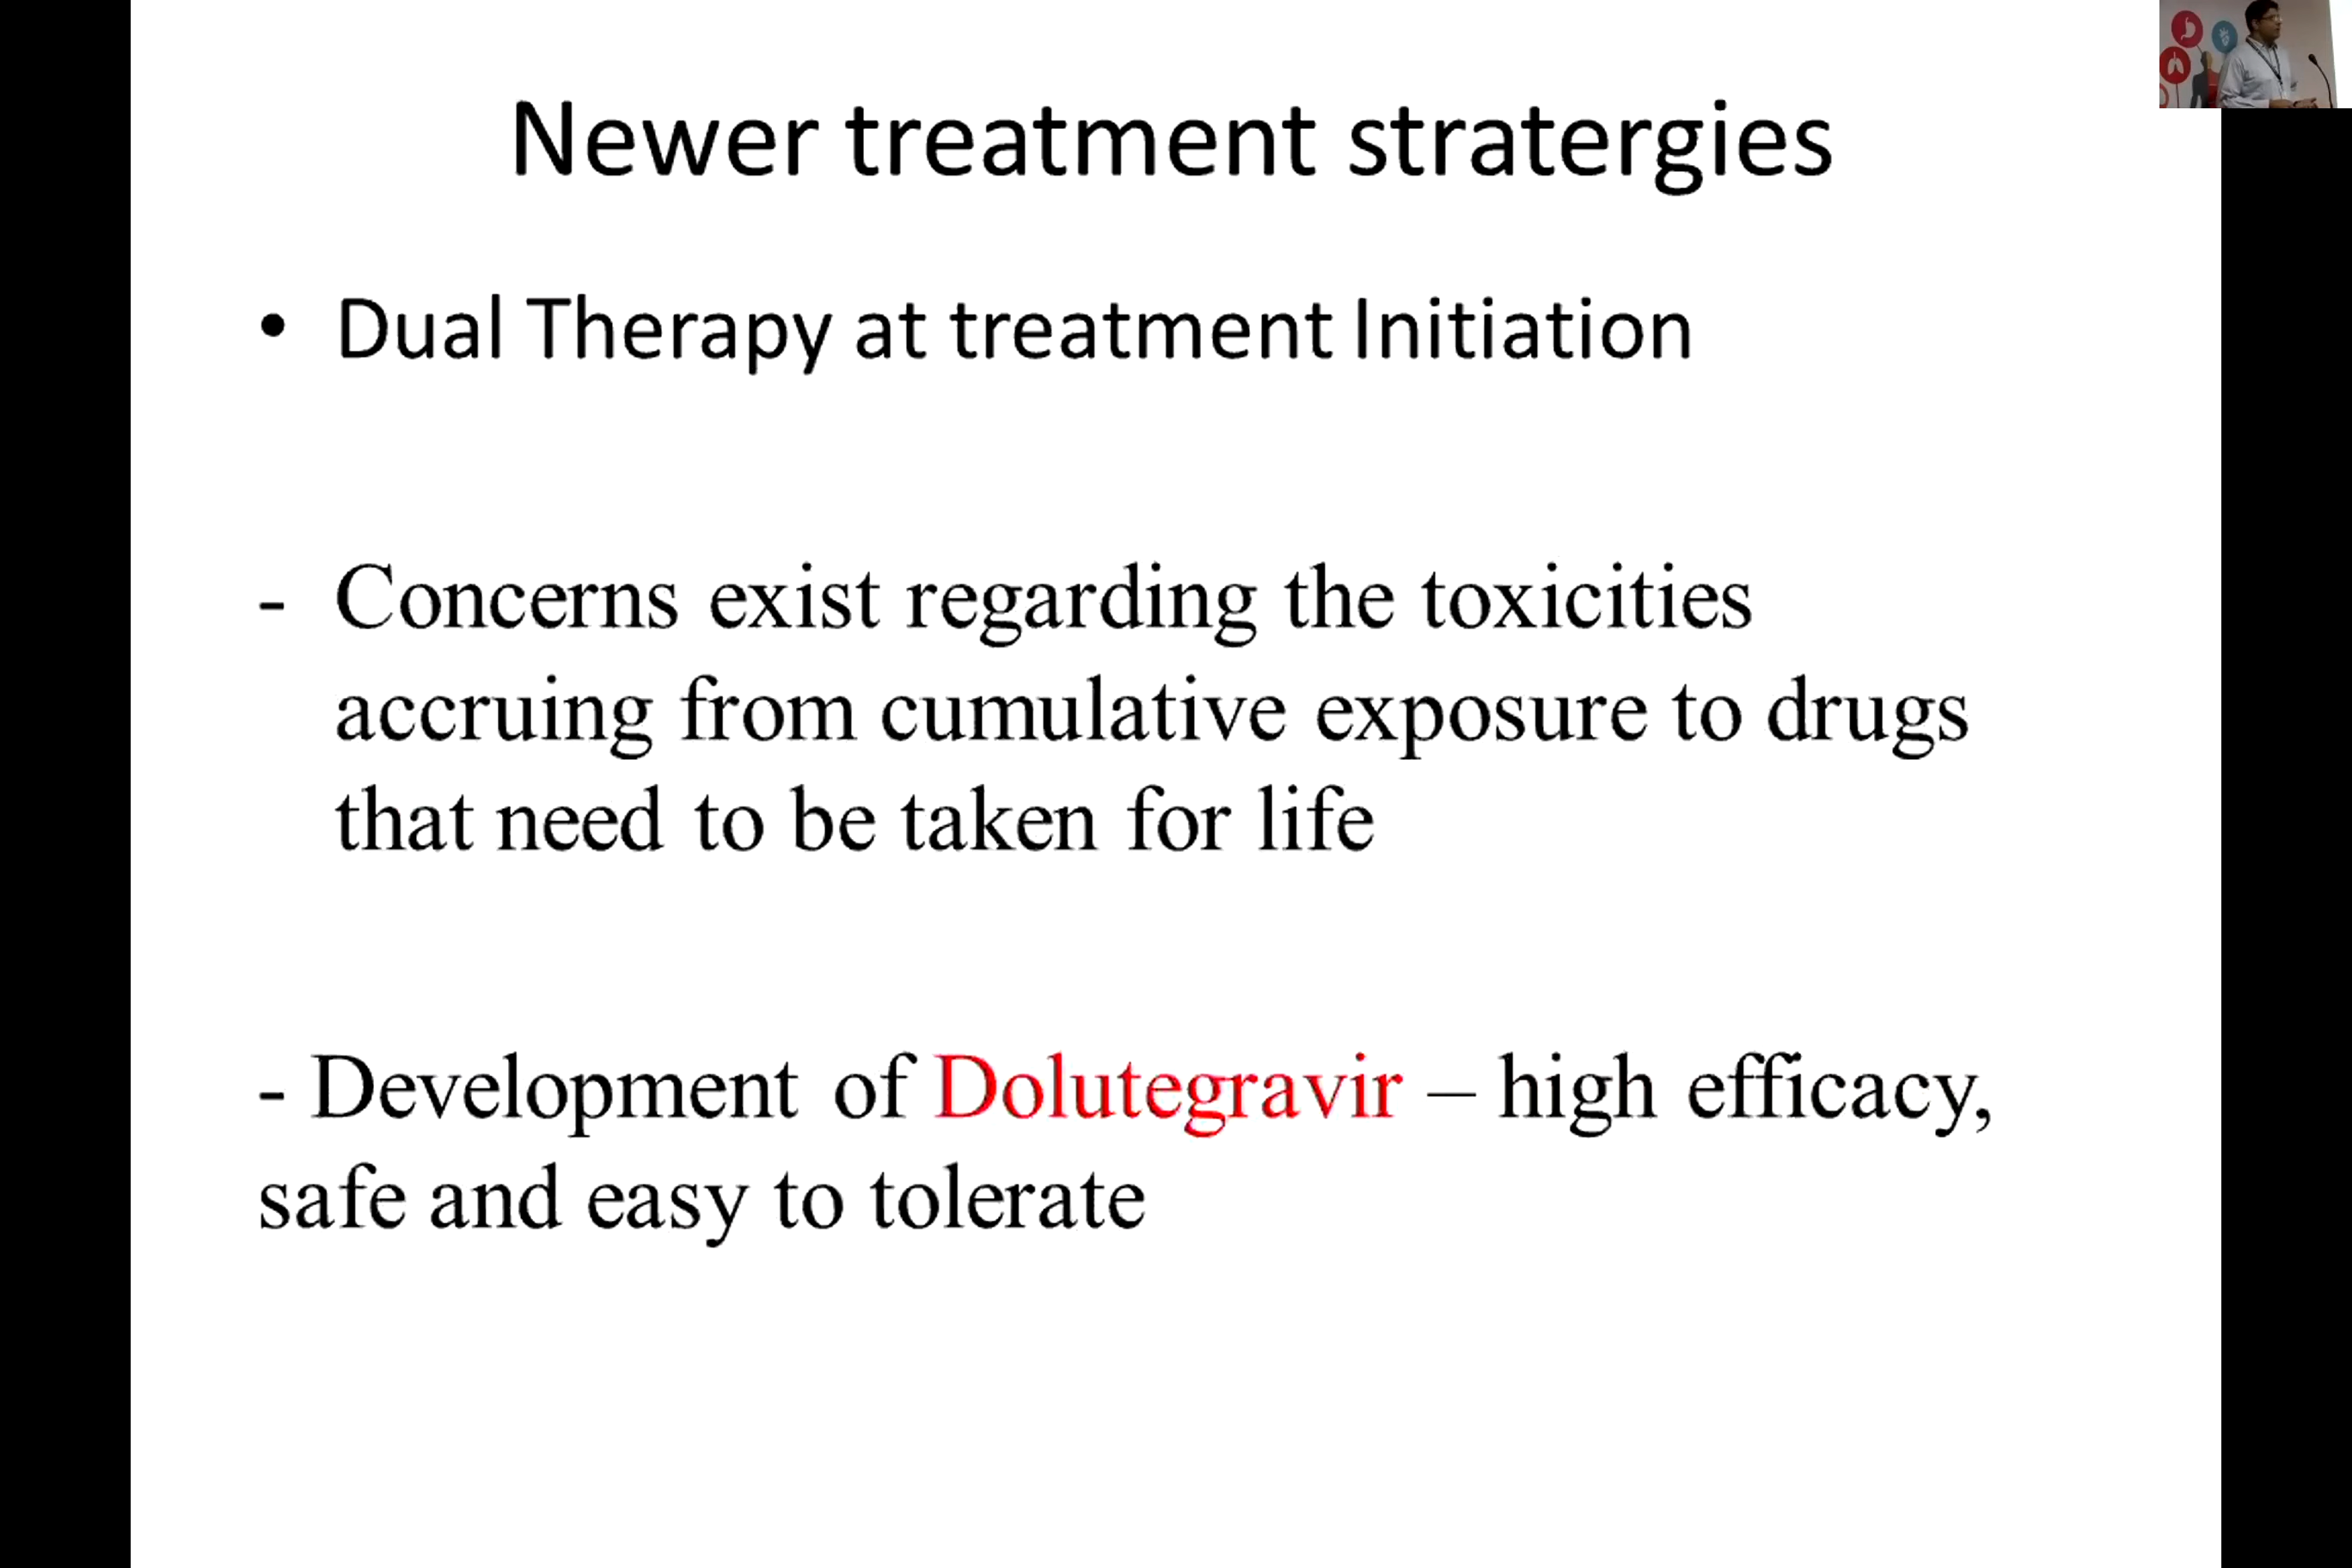 Newer treatment stratergies
• Dual Therapy at treatment Initiation
- Concerns exist regarding the toxicities
accruing from cumulative exposure to drugs
that need to be taken for life
- Development of Dolutegravir – high efficacy,
safe and easy to tolerate